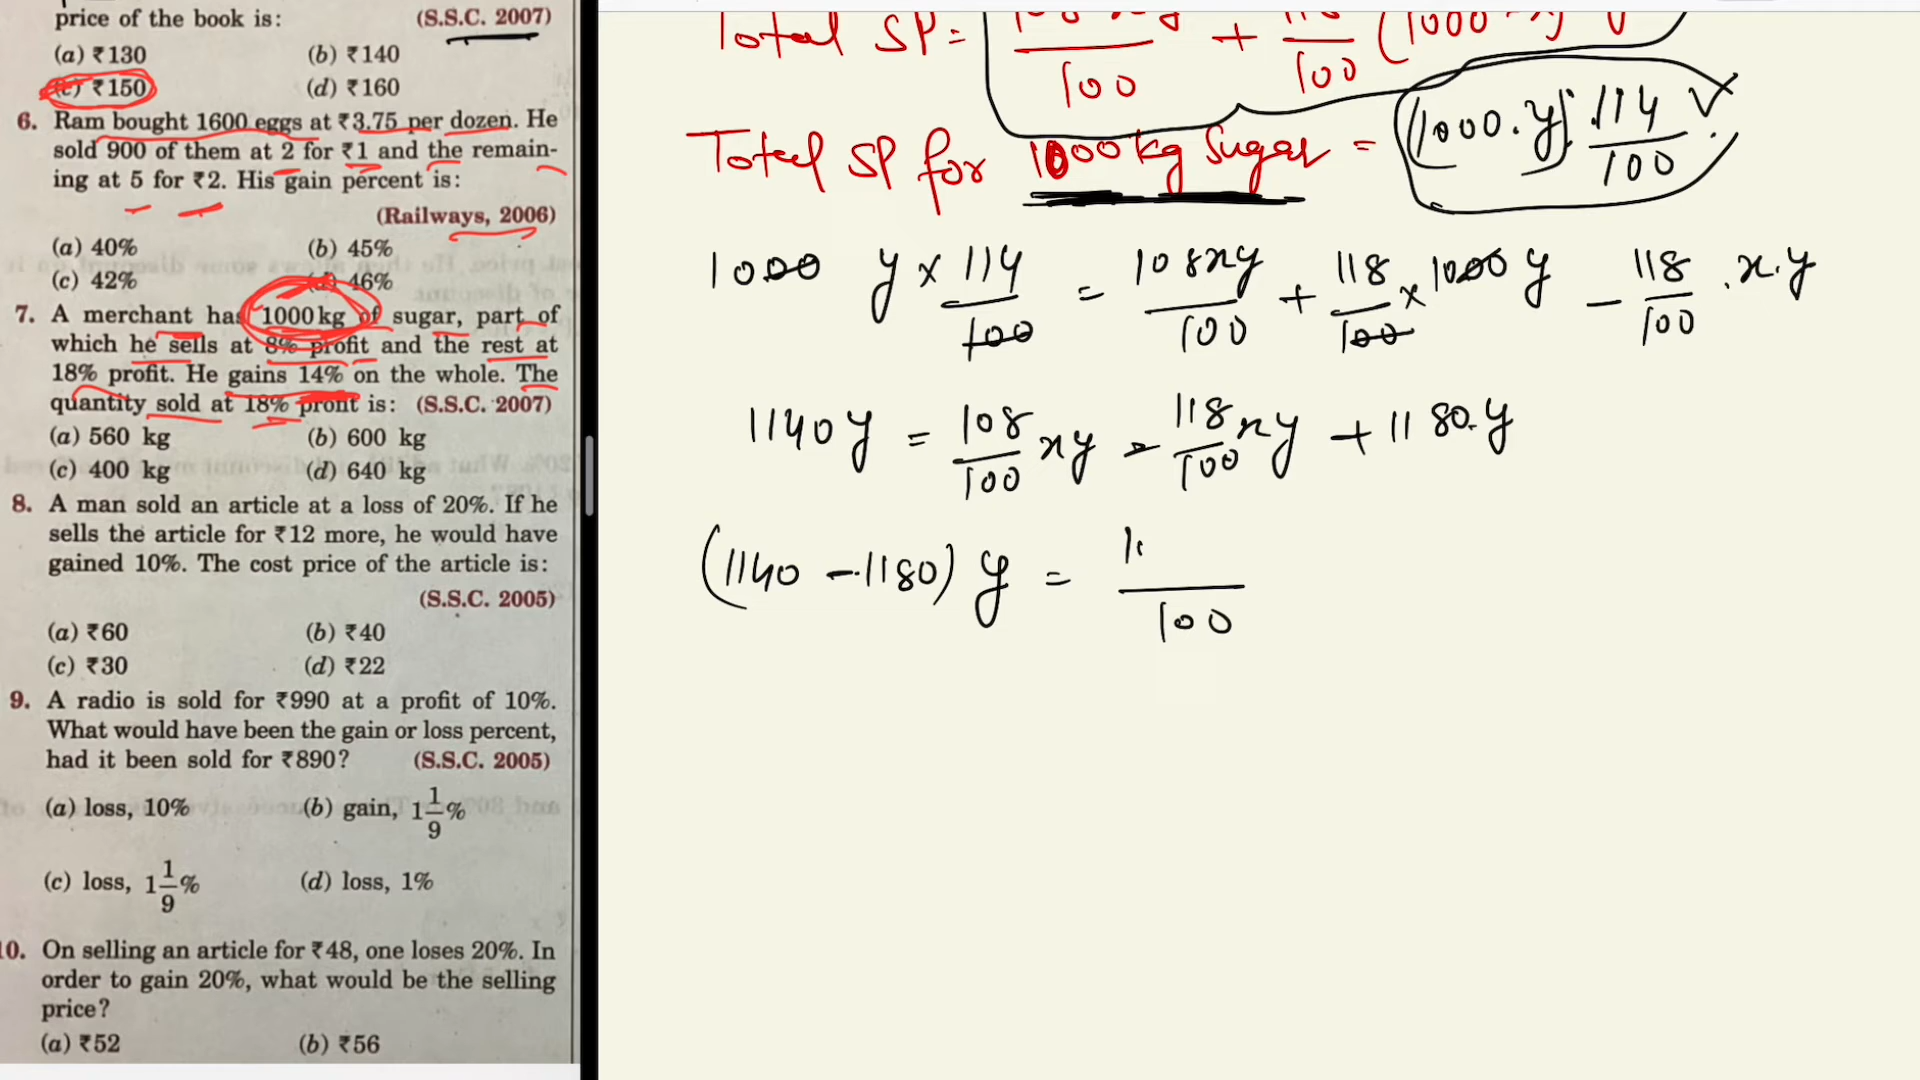 price of the book is: (S.S.C. 2007)
(a) ₹130 (b) ₹140
(c) ₹150 (d) ₹160
6. Ram bought 1600 eggs at ₹3.75 per dozen. He
sold 900 of them at 2 for ₹1 and the remain-
ing at 5 for ₹2. His gain percent is:
(Railways, 2006)
(a) 40% (b) 45%
(c) 42% (d) 46%
7. A merchant has 1000 kg of sugar, part of
which he sells at 8% profit and the rest at
18% profit. He gains 14% on the whole. The
quantity sold at 18% profit is: (S.S.C. 2007)
(a) 560 kg (b) 600 kg
(c) 400 kg (d) 640 kg
8. A man sold an article at a loss of 20%. If he
sells the article for ₹12 more, he would have
gained 10%. The cost price of the article is:
(S.S.C. 2005)
(a) ₹60 (b) ₹40
(c) ₹30 (d) ₹22
9. A radio is sold for ₹990 at a profit of 10%.
What would have been the gain or loss percent,
had it been sold for ₹890? (S.S.C. 2005)
(a) loss, 10% (b) gain, 1 1/9 %
(c) loss, 1 1/9 % (d) loss, 1%
10. On selling an article for ₹48, one loses 20%. In
order to gain 20%, what would be the selling
price?
(a) ₹52 (b) ₹56
Total SP = 108xy/100 + 118/100 (1000-x) y
Total SP for 1000 kg Sugar = (1000.y). 114/100
1000 y × 114/100 = 108xy/100 + 118/100 × 1000 y - 118/100 . x.y
1140 y = 108/100 xy - 118/100 xy + 1180.y
(1140 - 1180) y = 1 /100